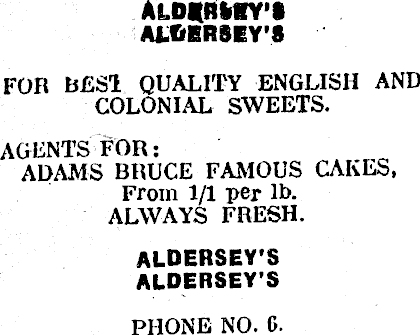 ALDERSEY'S
ALDERSEY'S
FOR BEST QUALITY ENGLISH AND
COLONIAL SWEETS.
AGENTS FOR:
ADAMS BRUCE FAMOUS CAKES,
From 1/1 per lb.
ALWAYS FRESH.
ALDERSEY'S
ALDERSEY'S
PHONE NO. 6.